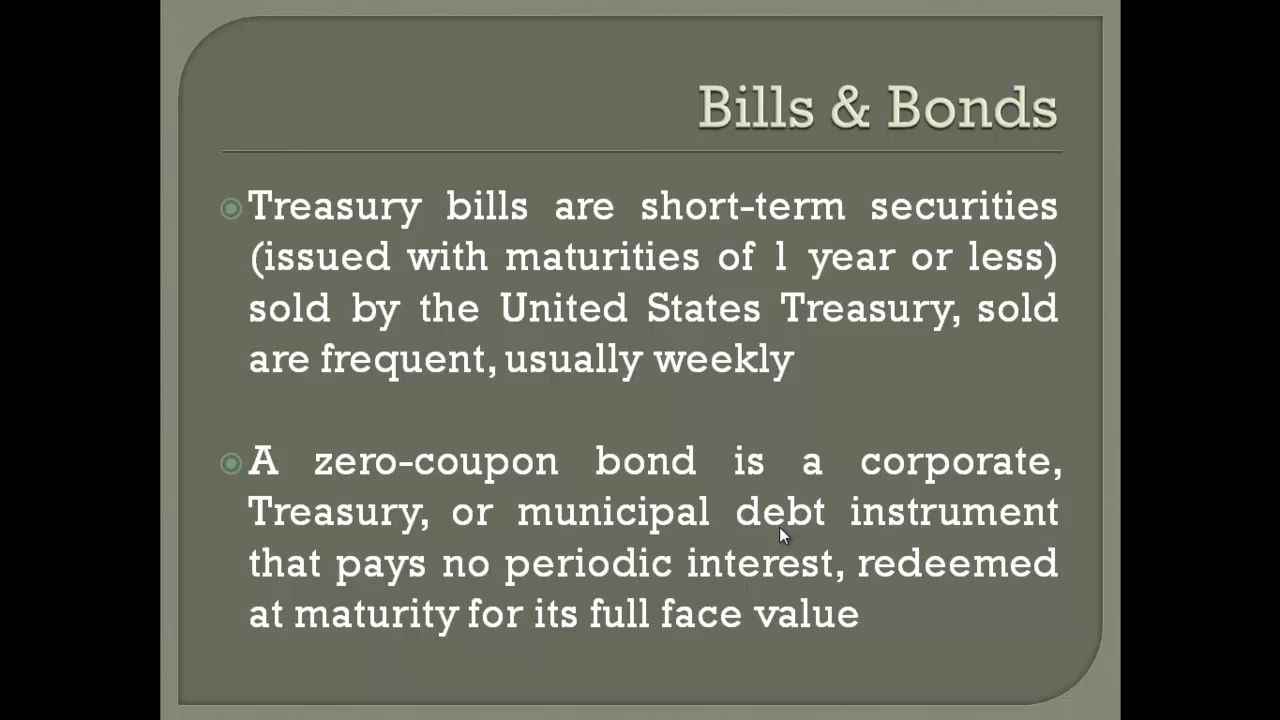 Bills & Bonds
Treasury bills are short-term securities
(issued with maturities of 1 year or less)
sold by the United States Treasury, sold
are frequent, usually weekly
A zero-coupon bond is a corporate,
Treasury, or municipal debt instrument
that pays no periodic interest, redeemed
at maturity for its full face value